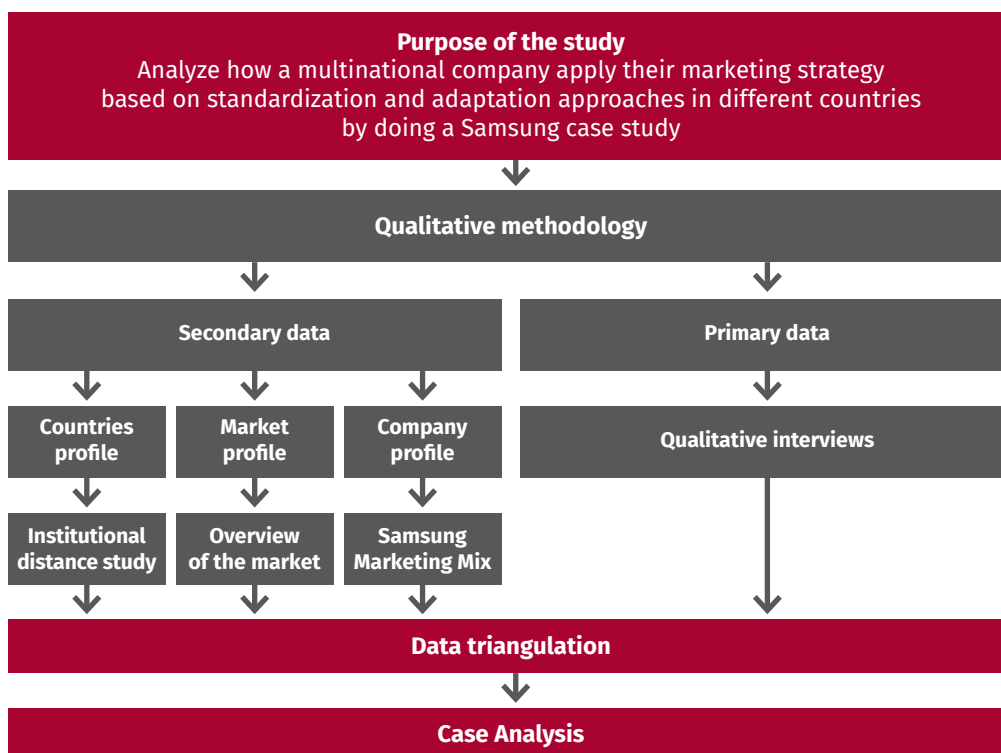 Purpose of the study
Analyze how a multinational company apply their marketing strategy
based on standardization and adaptation approaches in different countries
by doing a Samsung case study
Qualitative methodology
Secondary data
Primary data
Countries
profile
Market
profile
Company
profile
Qualitative interviews
Institutional
distance study
Overview
of the market
Samsung
Marketing Mix
Data triangulation
Case Analysis